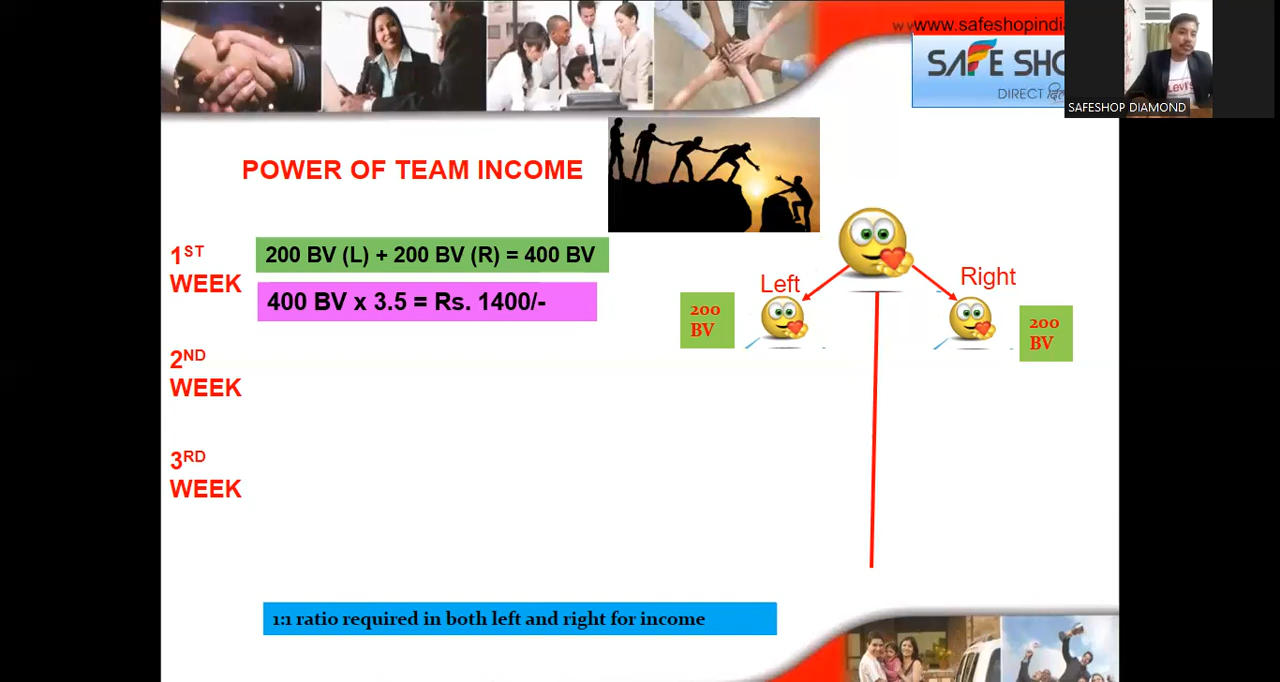 www.safeshopindia
SAFE SHO
DIRECT दि
SAFESHOP DIAMOND
Levi's
POWER OF TEAM INCOME
1ST WEEK
200 BV (L) + 200 BV (R) = 400 BV
400 BV x 3.5 = Rs. 1400/-
Left
Right
200
BV
200
BV
2ND
WEEK
3RD
WEEK
1:1 ratio required in both left and right for income